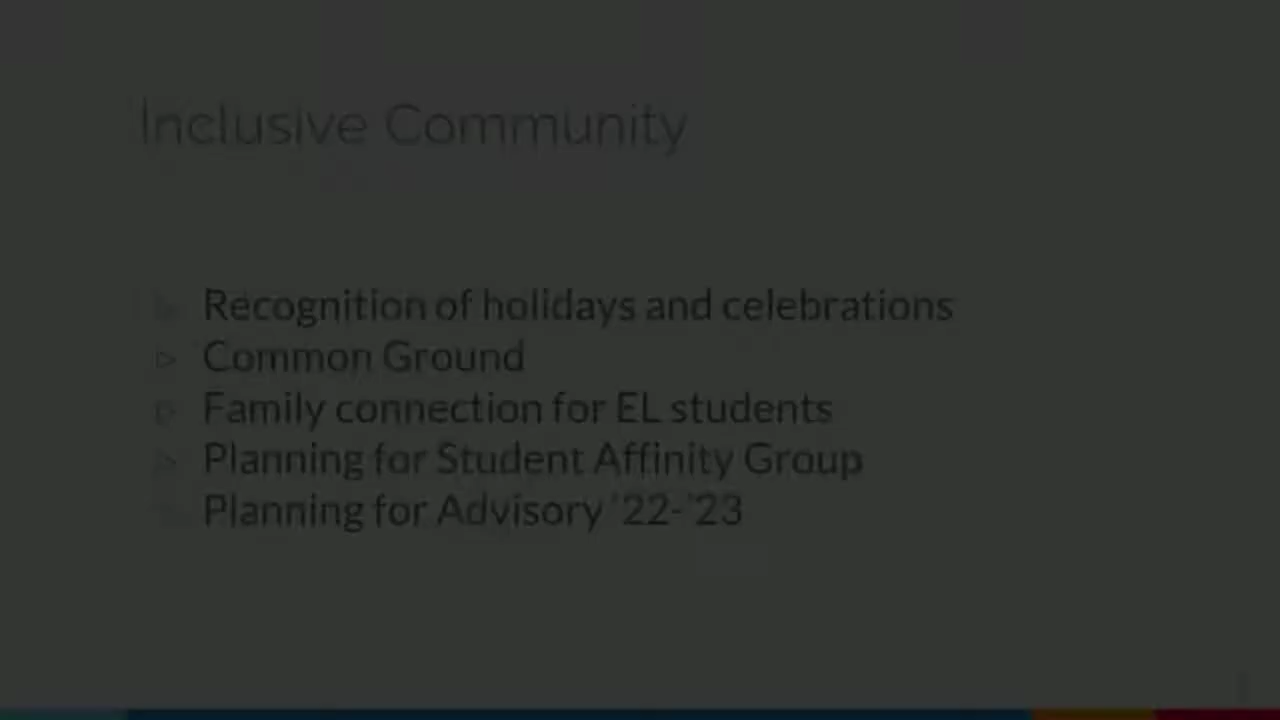 Inclusive Community
Recognition of holidays and celebrations
Common Ground
Family connection for EL students
Planning for Student Affinity Group
Planning for Advisory '22-'23